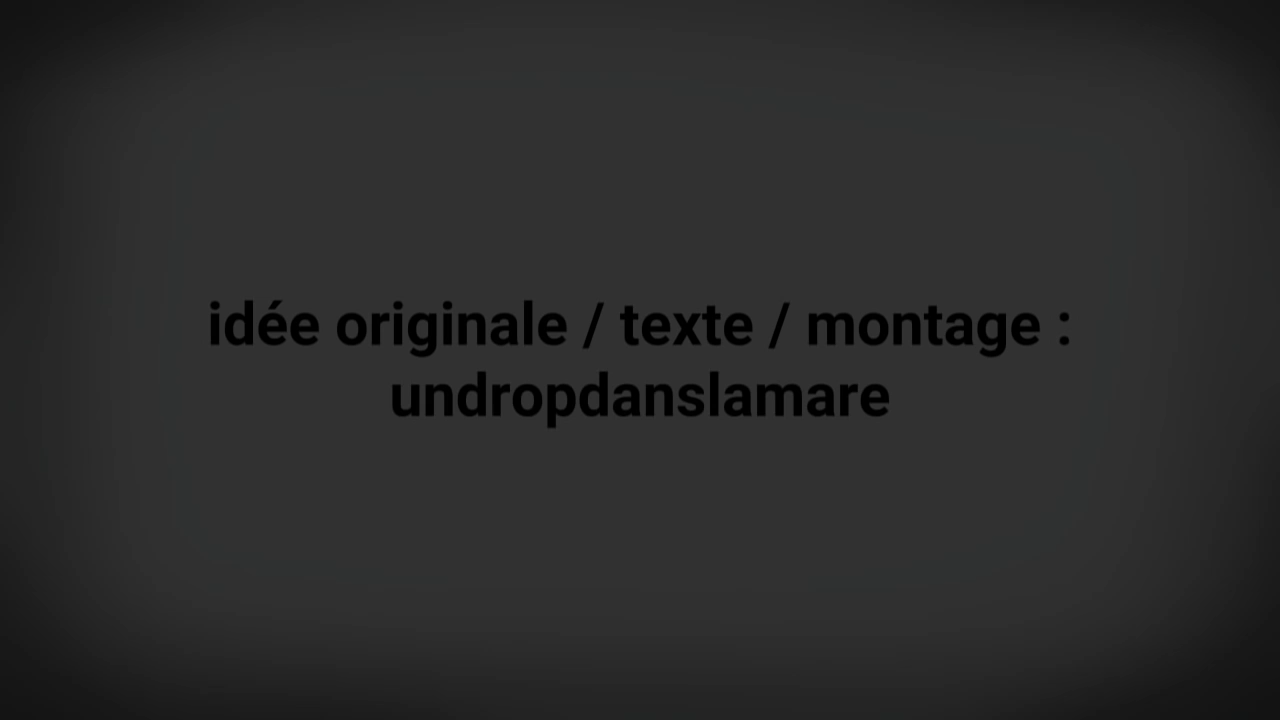 idée originale / texte / montage :
undropdanslamare